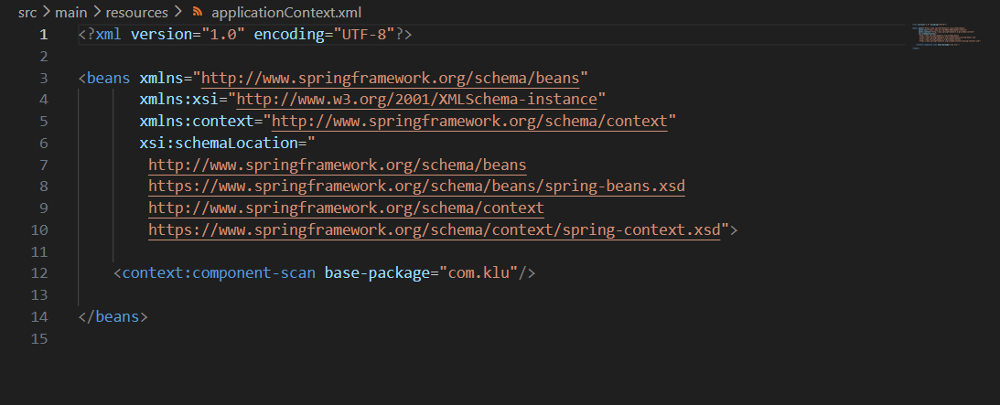 src > main > resources > applicationContext.xml
1 <?xml version="1.0" encoding="UTF-8"?>
2
3 <beans xmlns="http://www.springframework.org/schema/beans"
4        xmlns:xsi="http://www.w3.org/2001/XMLSchema-instance"
5        xmlns:context="http://www.springframework.org/schema/context"
6        xsi:schemaLocation="
7         http://www.springframework.org/schema/beans
8         https://www.springframework.org/schema/beans/spring-beans.xsd
9         http://www.springframework.org/schema/context
10         https://www.springframework.org/schema/context/spring-context.xsd">
11
12     <context:component-scan base-package="com.klu"/>
13
14 </beans>
15